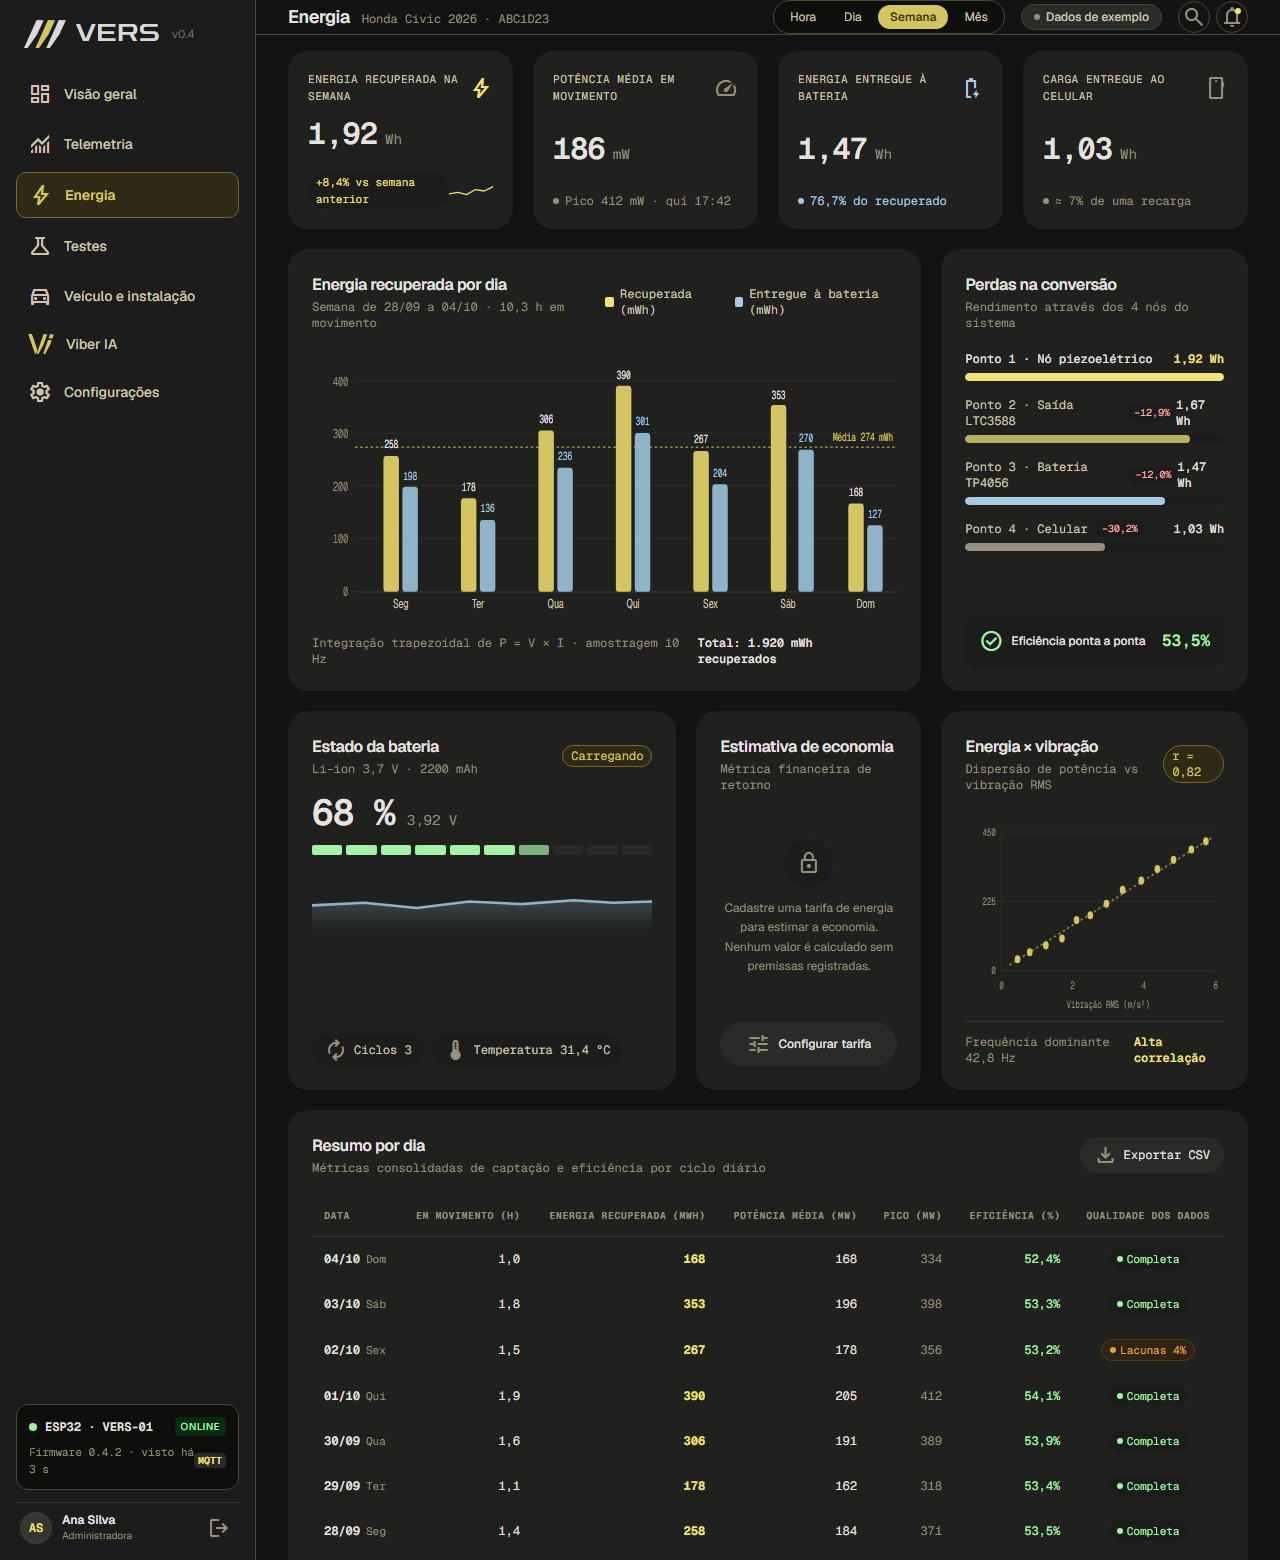 VERS v0.4
Visão geral
Telemetria
Energia
Testes
Veículo e instalação
Viber IA
Configurações
ESP32 · VERS-01 ONLINE
Firmware 0.4.2 · visto há
3 s
MQTT
AS
Ana Silva
Administradora
Energia Honda Civic 2026 · ABC1D23
Hora Dia Semana Mês
Dados de exemplo
ENERGIA RECUPERADA NA
SEMANA
1,92 Wh
+8,4% vs semana
anterior
POTÊNCIA MÉDIA EM
MOVIMENTO
186 mW
Pico 412 mW · qui 17:42
ENERGIA ENTREGUE À
BATERIA
1,47 Wh
76,7% do recuperado
CARGA ENTREGUE AO
CELULAR
1,03 Wh
≈ 7% de uma recarga
Energia recuperada por dia
Semana de 28/09 a 04/10 · 10,3 h em
movimento
Recuperada
(mWh)
Entregue à bateria
(mWh)
400
300
200
100
0
258
198
178
136
306
236
390
301
267
204
353
270
168
127
Média 274 mWh
Seg Ter Qua Qui Sex Sáb Dom
Integração trapezoidal de P = V × I · amostragem 10
Hz
Total: 1.920 mWh
recuperados
Perdas na conversão
Rendimento através dos 4 nós do
sistema
Ponto 1 · Nó piezoelétrico 1,92 Wh
Ponto 2 · Saída
LTC3588
−12,9%
1,67
Wh
Ponto 3 · Bateria
TP4056
−12,0%
1,47
Wh
Ponto 4 · Celular −30,2% 1,03 Wh
Eficiência ponta a ponta 53,5%
Estado da bateria
Li-ion 3,7 V · 2200 mAh
Carregando
68 % 3,92 V
Ciclos 3
Temperatura 31,4 °C
Estimativa de economia
Métrica financeira de
retorno
Cadastre uma tarifa de energia
para estimar a economia.
Nenhum valor é calculado sem
premissas registradas.
Configurar tarifa
Energia × vibração
Dispersão de potência vs
vibração RMS
r =
0,82
450
225
0
0 2 4 6
Vibração RMS (m/s²)
Frequência dominante
42,8 Hz
Alta
correlação
Resumo por dia
Métricas consolidadas de captação e eficiência por ciclo diário
Exportar CSV
DATA EM MOVIMENTO (H) ENERGIA RECUPERADA (MWH) POTÊNCIA MÉDIA (MW) PICO (MW) EFICIÊNCIA (%) QUALIDADE DOS DADOS
04/10 Dom 1,0 168 168 334 52,4% Completa
03/10 Sáb 1,8 353 196 398 53,3% Completa
02/10 Sex 1,5 267 178 356 53,2% Lacunas 4%
01/10 Qui 1,9 390 205 412 54,1% Completa
30/09 Qua 1,6 306 191 389 53,9% Completa
29/09 Ter 1,1 178 162 318 53,4% Completa
28/09 Seg 1,4 258 184 371 53,5% Completa